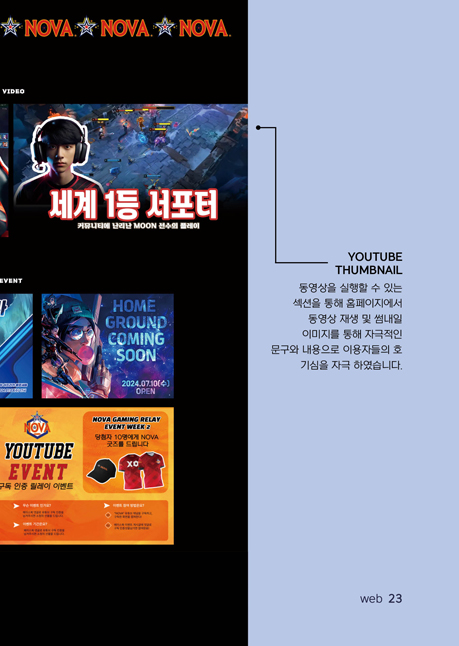 NOVA. NOVA. NOVA.
VIDEO
세계 1등 서포터
커뮤니티에 난리난 MOON 선수의 플레이
YOUTUBE
THUMBNAIL
동영상을 실행할 수 있는
섹션을 통해 홈페이지에서
동영상 재생 및 썸내일
이미지를 통해 자극적인
문구와 내용으로 이용자들의 호
기심을 자극 하였습니다.
EVENT
HOME
GROUND
COMING
SOON
2024.07.10(수)
OPEN
NOVA
YOUTUBE
EVENT
구독 인증 릴레이 이벤트
NOVA GAMING RELAY
EVENT WEEK 2
당첨자 10명에게 NOVA
굿즈를 드립니다
XO
web 23